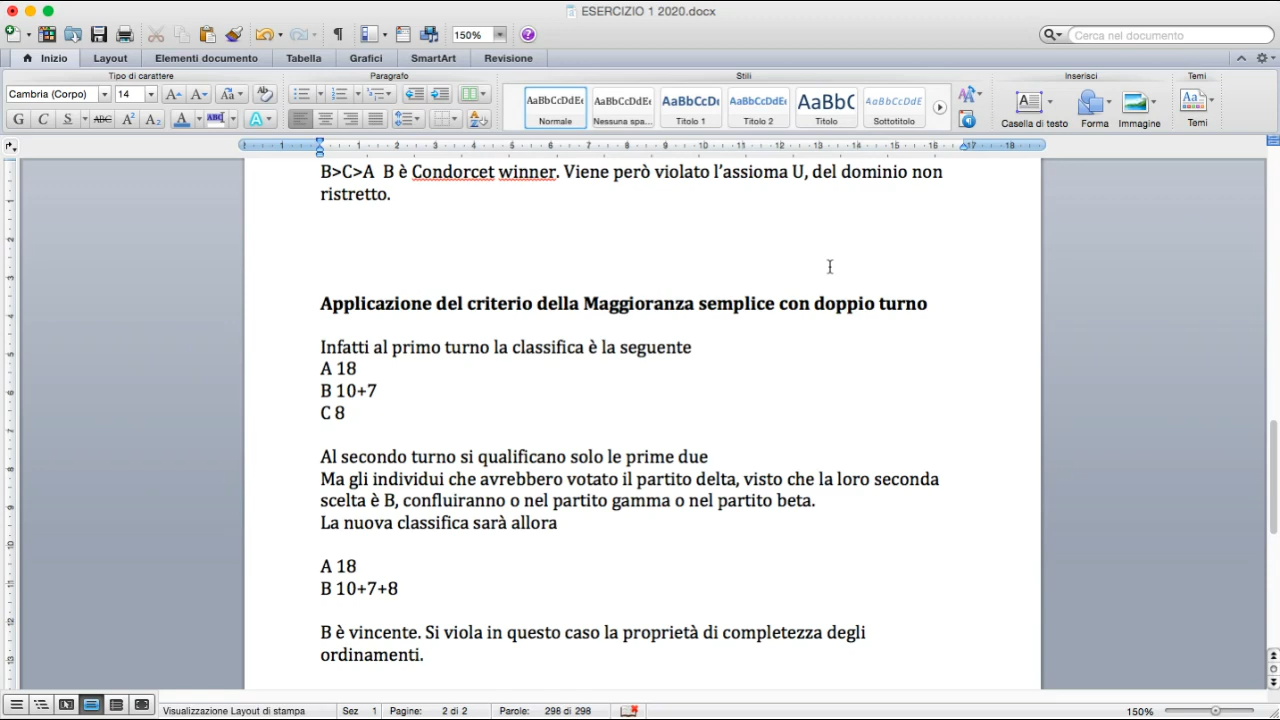 ESERCIZIO 1 2020.docx
150%
Cerca nel documento
Inizio Layout Elementi documento Tabella Grafici SmartArt Revisione
Tipo di carattere Paragrafo Stili Inserisci Temi
Cambria (Corpo) 14
AaBbCcDdEe AaBbCcDdEe AaBbCcDc AaBbCcDdEe AaBbC AaBbCcDdE
Normale Nessuna spa... Titolo 1 Titolo 2 Titolo Sottotitolo
Casella di testo Forma Immagine Temi
B>C>A B è Condorcet winner. Viene però violato l’assioma U, del dominio non
ristretto.
Applicazione del criterio della Maggioranza semplice con doppio turno
Infatti al primo turno la classifica è la seguente
A 18
B 10+7
C 8
Al secondo turno si qualificano solo le prime due
Ma gli individui che avrebbero votato il partito delta, visto che la loro seconda
scelta è B, confluiranno o nel partito gamma o nel partito beta.
La nuova classifica sarà allora
A 18
B 10+7+8
B è vincente. Si viola in questo caso la proprietà di completezza degli
ordinamenti.
Visualizzazione Layout di stampa Sez 1 Pagine: 2 di 2 Parole: 298 di 298 150%